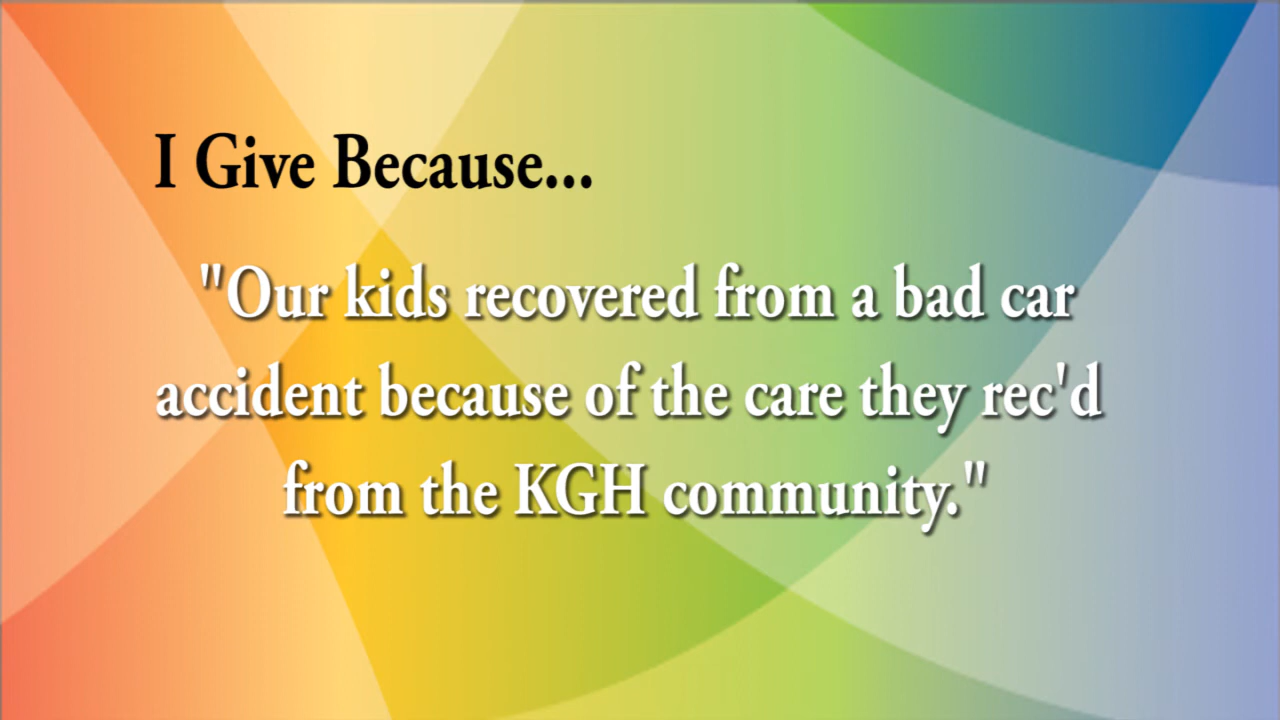 I Give Because...
"Our kids recovered from a bad car
accident because of the care they rec'd
from the KGH community."